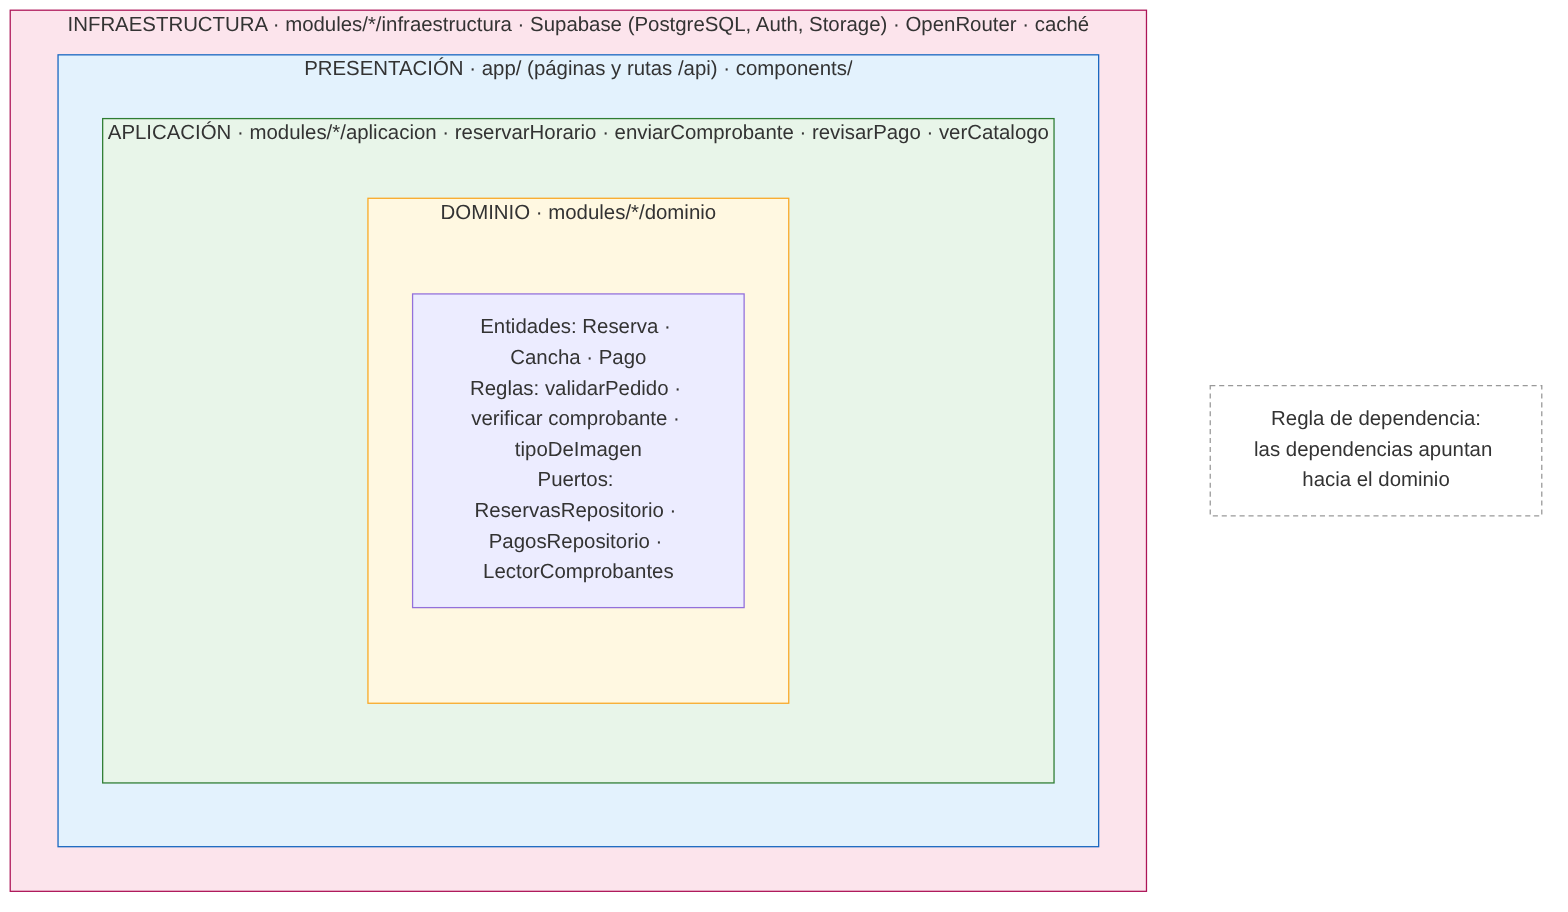 INFRAESTRUCTURA · modules/*/infraestructura · Supabase (PostgreSQL, Auth, Storage) · OpenRouter · caché
PRESENTACIÓN · app/ (páginas y rutas /api) · components/
APLICACIÓN · modules/*/aplicacion · reservarHorario · enviarComprobante · revisarPago · verCatalogo
DOMINIO · modules/*/dominio
Entidades: Reserva ·
Cancha · Pago
Reglas: validarPedido ·
verificar comprobante ·
tipoDeImagen
Puertos:
ReservasRepositorio ·
PagosRepositorio ·
LectorComprobantes
Regla de dependencia:
las dependencias apuntan
hacia el dominio